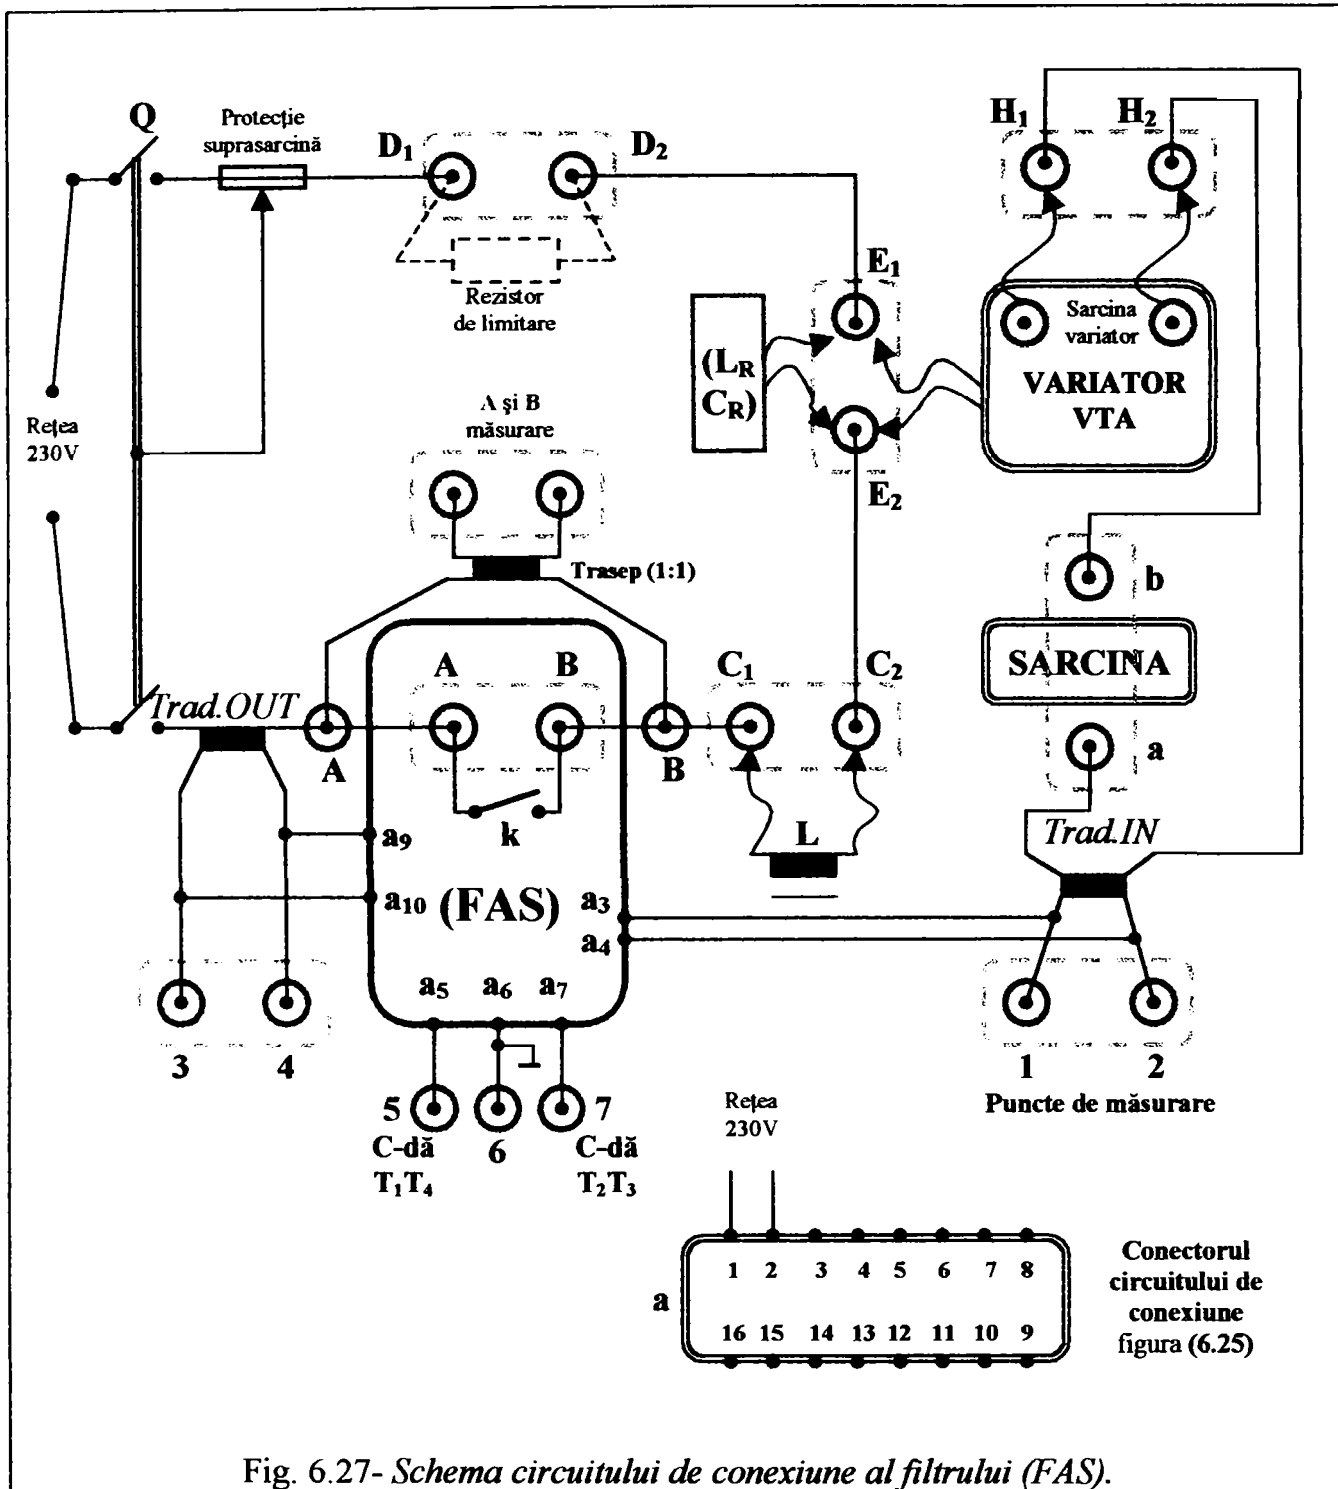 Q
Protecție
suprasarcină
D₁
D₂
H₁
H₂
Rezistor
de limitare
E₁
Sarcina
variator
(L_R
C_R)
VARIATOR
VTA
A și B
măsurare
Rețea
230V
E₂
Trasep (1:1)
b
SARCINA
A
B
C₁
C₂
Trad.OUT
A
B
a
k
L
Trad.IN
a₉
a₁₀
(FAS)
a₃
a₄
a₅
a₆
a₇
3
4
1
2
Puncte de măsurare
5
7
C-dă
T₁T₄
6
C-dă
T₂T₃
Rețea
230V
1 2 3 4 5 6 7 8
a
16 15 14 13 12 11 10 9
Conectorul
circuitului de
conexiune
figura (6.25)
Fig. 6.27- Schema circuitului de conexiune al filtrului (FAS).